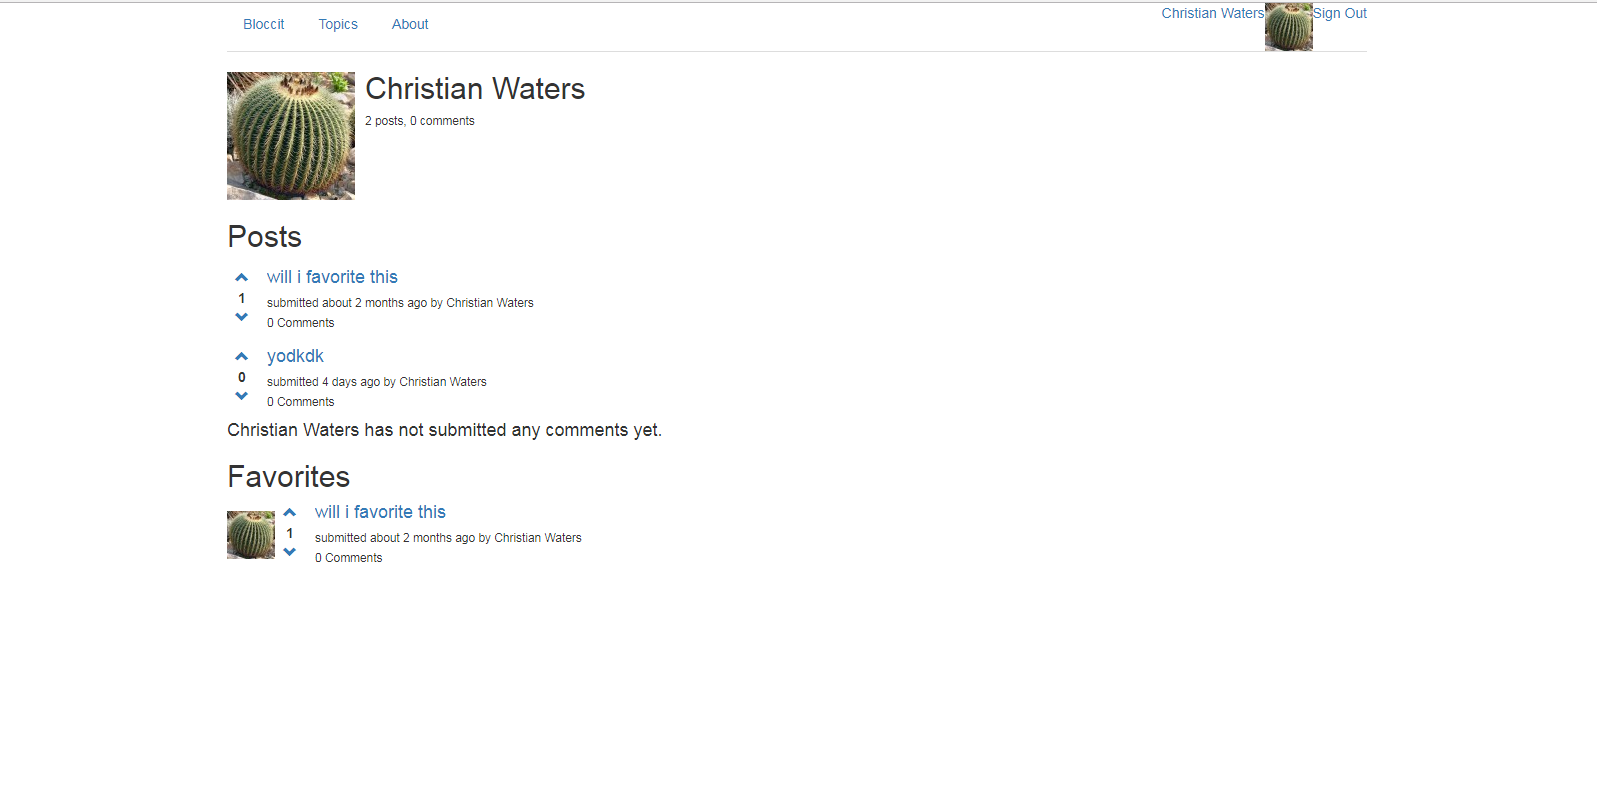 Bloccit Topics About Christian Waters Sign Out
Christian Waters
2 posts, 0 comments
Posts
will i favorite this
1
submitted about 2 months ago by Christian Waters
0 Comments
yodkdk
0
submitted 4 days ago by Christian Waters
0 Comments
Christian Waters has not submitted any comments yet.
Favorites
will i favorite this
1
submitted about 2 months ago by Christian Waters
0 Comments